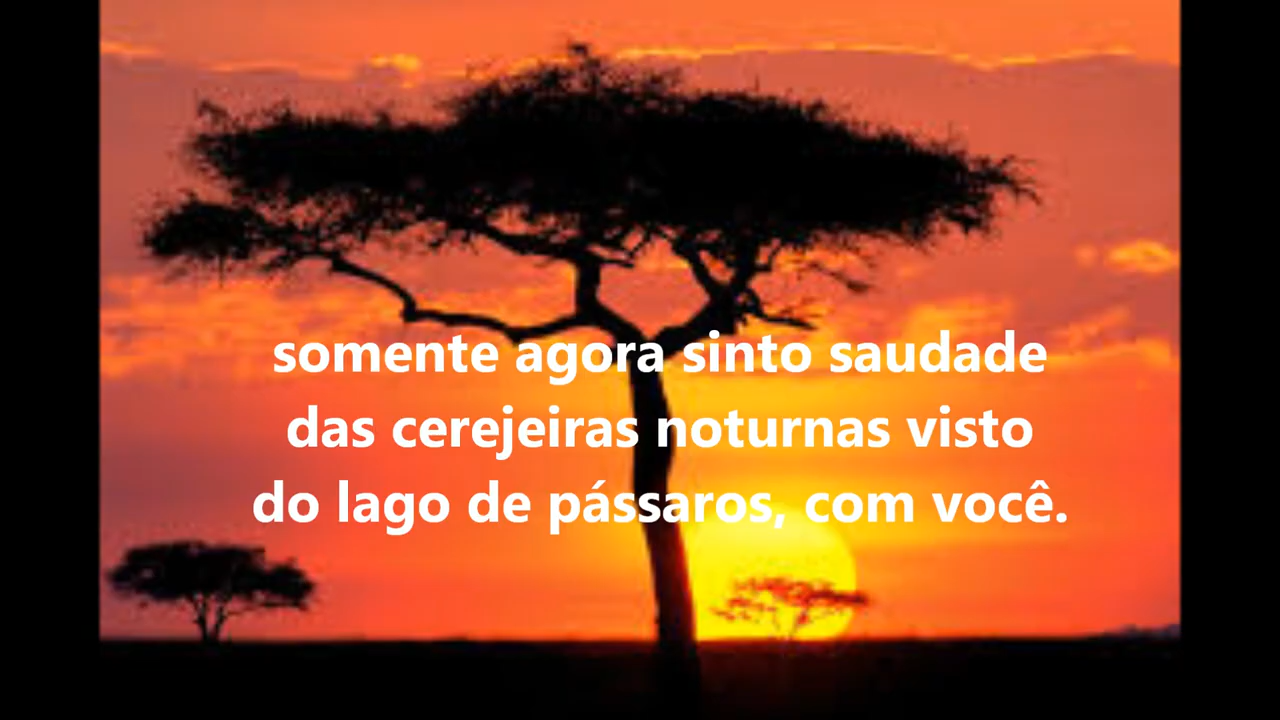 somente agora sinto saudade
das cerejeiras noturnas visto
do lago de pássaros, com você.